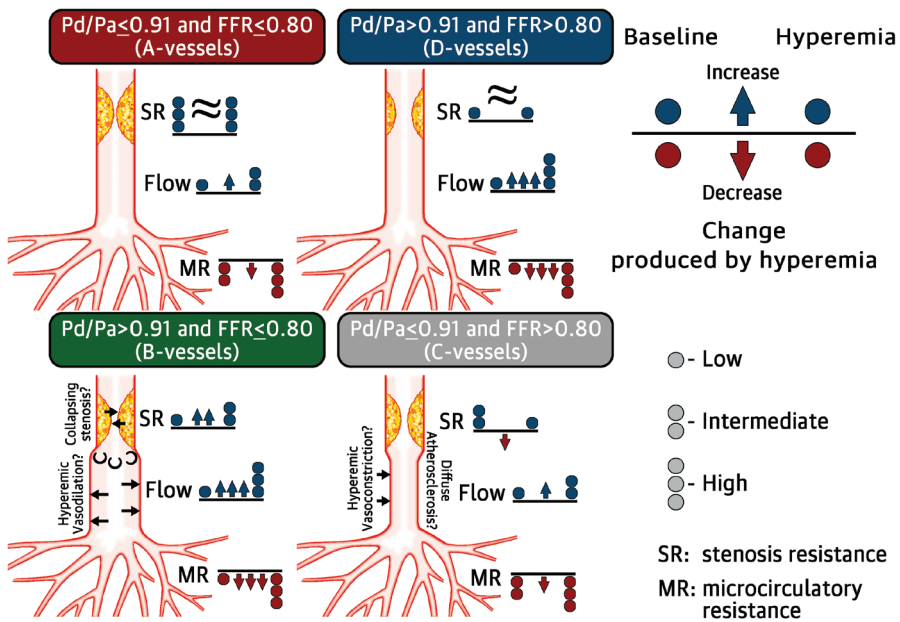 Pd/Pa≤0.91 and FFR≤0.80
(A-vessels)
SR
Flow
MR
Pd/Pa>0.91 and FFR>0.80
(D-vessels)
SR
Flow
MR
Baseline Hyperemia
Increase
Decrease
Change
produced by hyperemia
Pd/Pa>0.91 and FFR≤0.80
(B-vessels)
Collapsing
stenosis?
Hyperemic
Vasodilation?
SR
Flow
MR
Pd/Pa≤0.91 and FFR>0.80
(C-vessels)
Hyperemic
Vasoconstriction?
Diffuse
Atherosclerosis?
SR
Flow
MR
- Low
- Intermediate
- High
SR: stenosis resistance
MR: microcirculatory
resistance